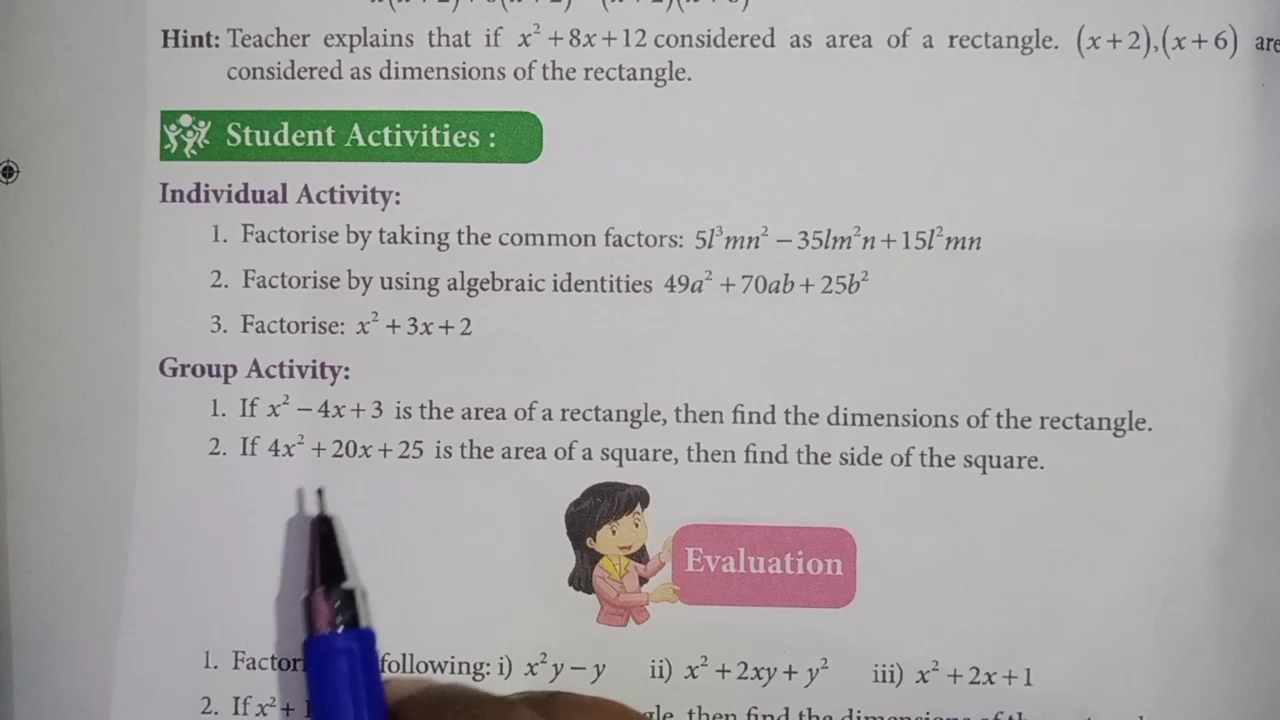 Hint: Teacher explains that if x² + 8x + 12 considered as area of a rectangle. (x + 2), (x + 6) are
considered as dimensions of the rectangle.
Student Activities :
Individual Activity:
1. Factorise by taking the common factors: 5l³mn² − 35lm²n + 15l²mn
2. Factorise by using algebraic identities 49a² + 70ab + 25b²
3. Factorise: x² + 3x + 2
Group Activity:
1. If x² − 4x + 3 is the area of a rectangle, then find the dimensions of the rectangle.
2. If 4x² + 20x + 25 is the area of a square, then find the side of the square.
Evaluation
1. following: i) x²y − y ii) x² + 2xy + y² iii) x² + 2x + 1
2. If x² + then find the dimensions of